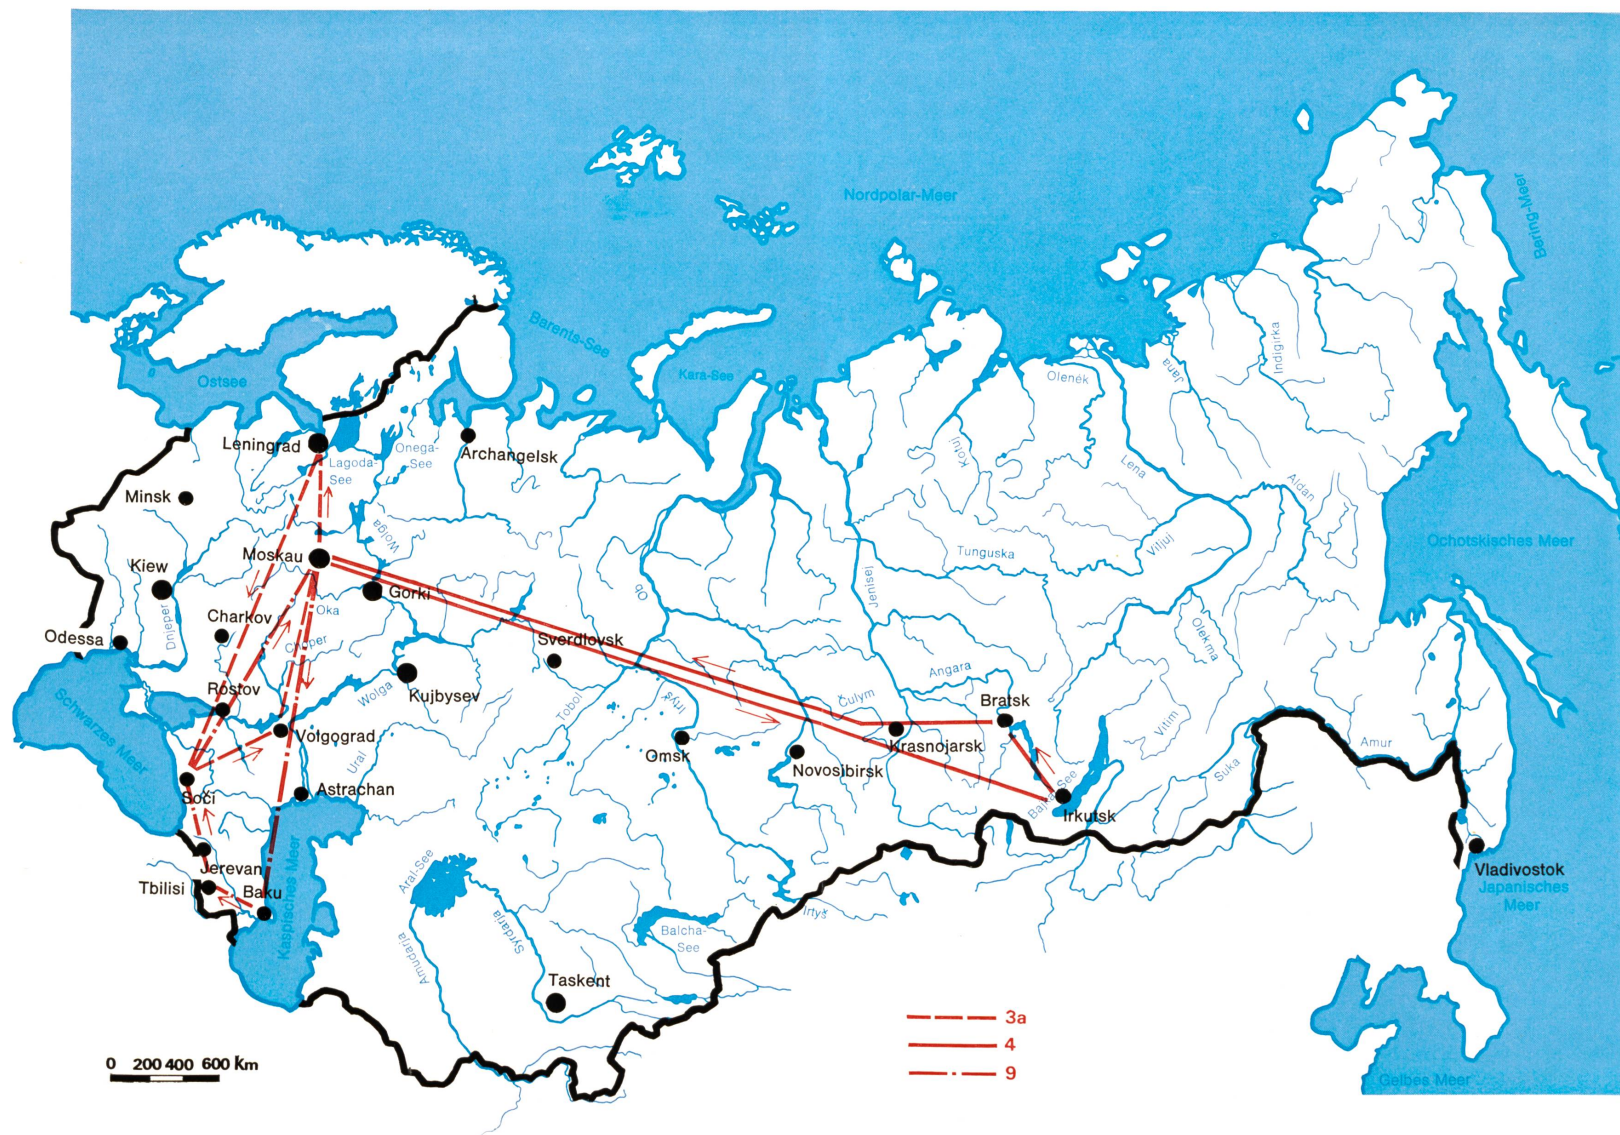 Nordpolar-Meer
Bering-Meer
Barents-See
Kara-See
Ostsee
Olenék
Jana
Indigirka
Leningrad
Lagoda-
See
Onega-
See
Archangelsk
Kotuj
Lena
Aldan
Minsk
Moskau
Wolga
Tunguska
Viljuj
Ochotskisches Meer
Kiew
Gorki
Ob
Jenisej
Dnjeper
Oka
Charkov
Choper
Odessa
Sverdlovsk
Olekma
Angara
Rostov
Wolga
Kujbysev
Tobol
Irtyš
Čulym
Bratsk
Vitim
Schwarzes Meer
Volgograd
Ural
Omsk
Krasnojarsk
Novosibirsk
Suka
Amur
Soči
Astrachan
Bajkal-See
Irkutsk
Jerevan
Tbilisi
Baku
Kaspisches Meer
Aral-See
Vladivostok
Japanisches
Meer
Amudarja
Syrdarja
Irtyš
Balcha-
See
Taskent
3a
4
9
0 200 400 600 Km
Gelbes Meer